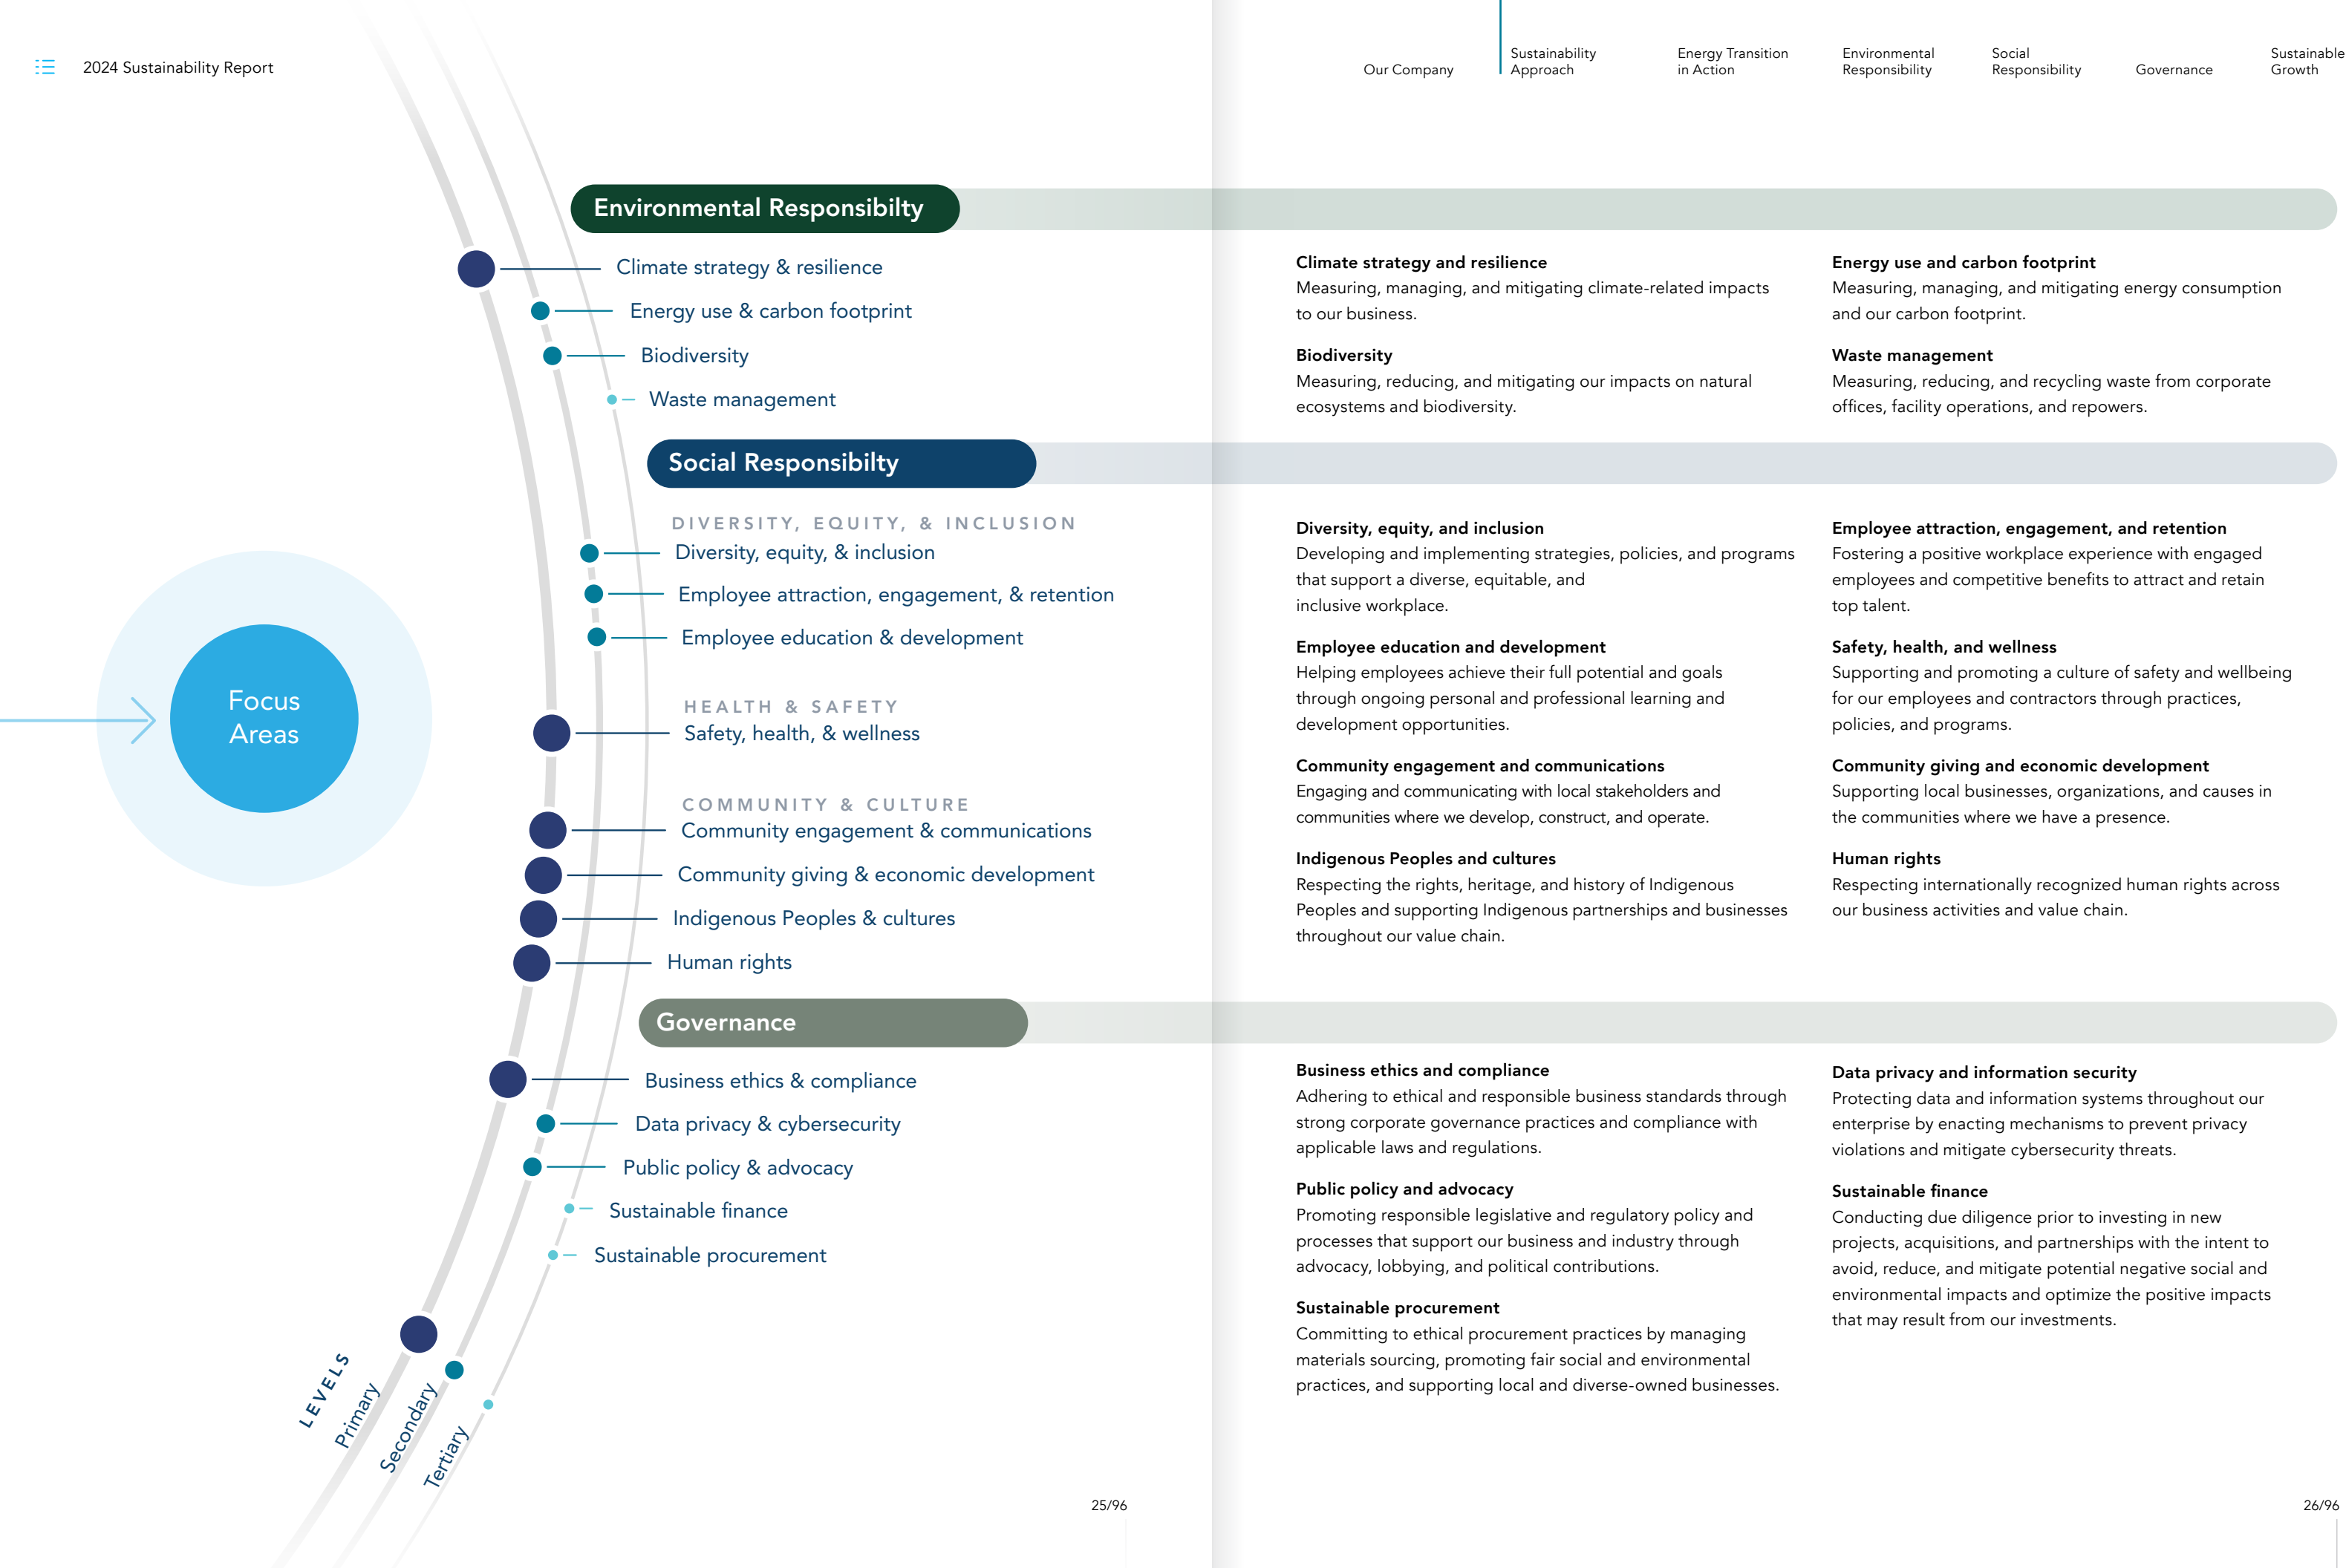 2024 Sustainability Report
Our Company
Sustainability
Approach
Energy Transition
in Action
Environmental
Responsibility
Social
Responsibility
Governance
Sustainable
Growth
Focus
Areas
Environmental Responsibilty
Climate strategy & resilience
Energy use & carbon footprint
Biodiversity
Waste management
Social Responsibilty
DIVERSITY, EQUITY, & INCLUSION
Diversity, equity, & inclusion
Employee attraction, engagement, & retention
Employee education & development
HEALTH & SAFETY
Safety, health, & wellness
COMMUNITY & CULTURE
Community engagement & communications
Community giving & economic development
Indigenous Peoples & cultures
Human rights
Governance
Business ethics & compliance
Data privacy & cybersecurity
Public policy & advocacy
Sustainable finance
Sustainable procurement
LEVELS
Primary
Secondary
Tertiary
25/96
Climate strategy and resilience
Measuring, managing, and mitigating climate-related impacts
to our business.
Energy use and carbon footprint
Measuring, managing, and mitigating energy consumption
and our carbon footprint.
Biodiversity
Measuring, reducing, and mitigating our impacts on natural
ecosystems and biodiversity.
Waste management
Measuring, reducing, and recycling waste from corporate
offices, facility operations, and repowers.
Diversity, equity, and inclusion
Developing and implementing strategies, policies, and programs
that support a diverse, equitable, and
inclusive workplace.
Employee attraction, engagement, and retention
Fostering a positive workplace experience with engaged
employees and competitive benefits to attract and retain
top talent.
Employee education and development
Helping employees achieve their full potential and goals
through ongoing personal and professional learning and
development opportunities.
Safety, health, and wellness
Supporting and promoting a culture of safety and wellbeing
for our employees and contractors through practices,
policies, and programs.
Community engagement and communications
Engaging and communicating with local stakeholders and
communities where we develop, construct, and operate.
Community giving and economic development
Supporting local businesses, organizations, and causes in
the communities where we have a presence.
Indigenous Peoples and cultures
Respecting the rights, heritage, and history of Indigenous
Peoples and supporting Indigenous partnerships and businesses
throughout our value chain.
Human rights
Respecting internationally recognized human rights across
our business activities and value chain.
Business ethics and compliance
Adhering to ethical and responsible business standards through
strong corporate governance practices and compliance with
applicable laws and regulations.
Data privacy and information security
Protecting data and information systems throughout our
enterprise by enacting mechanisms to prevent privacy
violations and mitigate cybersecurity threats.
Public policy and advocacy
Promoting responsible legislative and regulatory policy and
processes that support our business and industry through
advocacy, lobbying, and political contributions.
Sustainable finance
Conducting due diligence prior to investing in new
projects, acquisitions, and partnerships with the intent to
avoid, reduce, and mitigate potential negative social and
environmental impacts and optimize the positive impacts
that may result from our investments.
Sustainable procurement
Committing to ethical procurement practices by managing
materials sourcing, promoting fair social and environmental
practices, and supporting local and diverse-owned businesses.
26/96